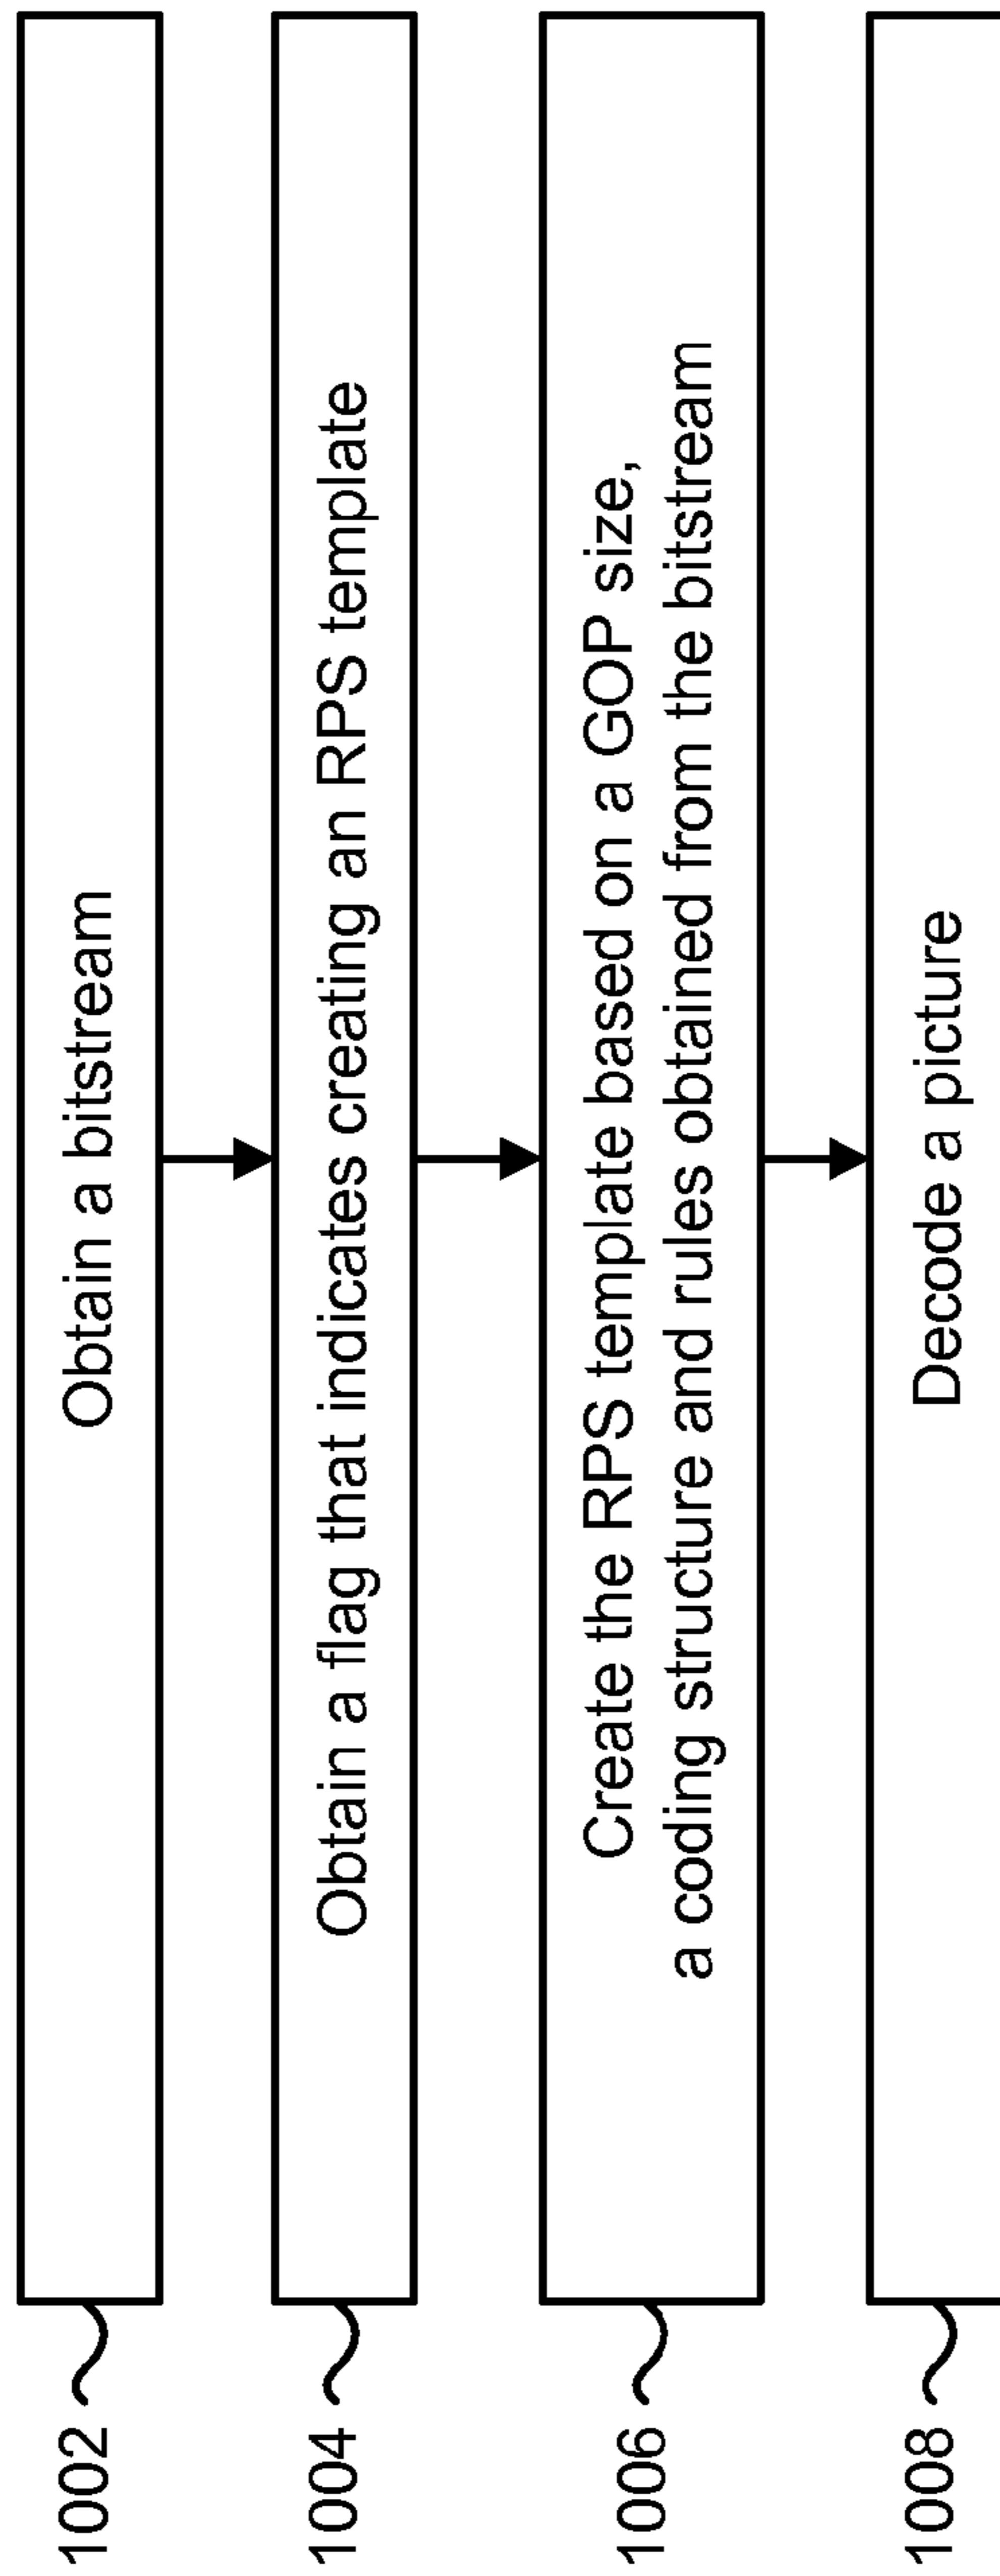 1002
Obtain a bitstream
1004
Obtain a flag that indicates creating an RPS template
1006
Create the RPS template based on a GOP size,
a coding structure and rules obtained from the bitstream
1008
Decode a picture